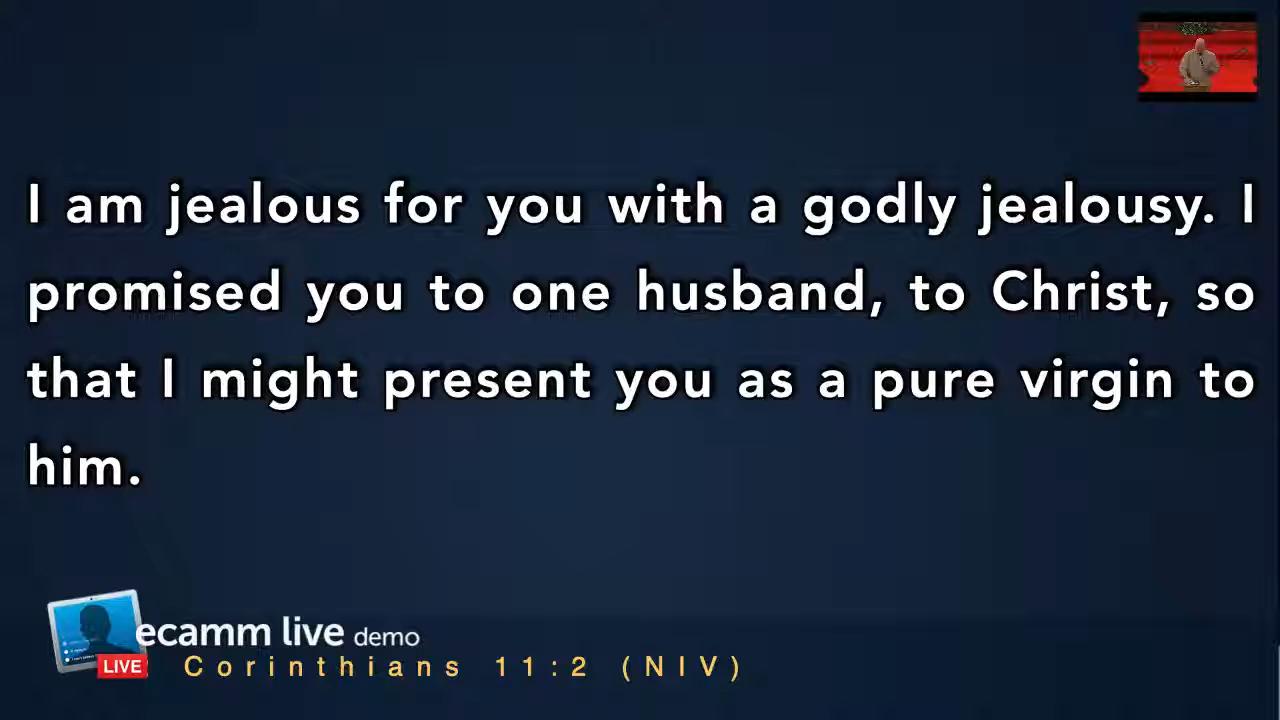 I am jealous for you with a godly jealousy. I
promised you to one husband, to Christ, so
that I might present you as a pure virgin to
him.
ecamm live demo
LIVE
Corinthians 11:2 (NIV)